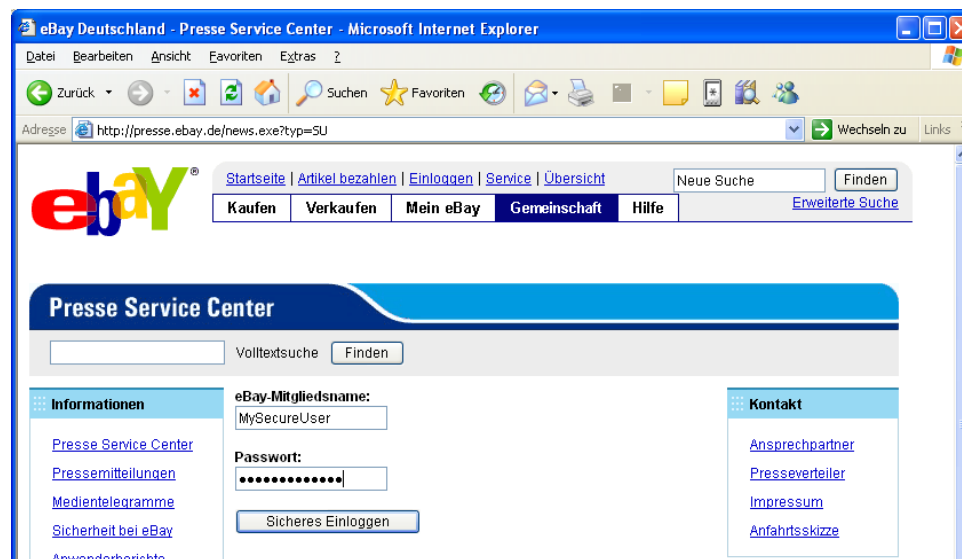 eBay Deutschland - Presse Service Center - Microsoft Internet Explorer
Datei Bearbeiten Ansicht Favoriten Extras ?
Zurück Suchen Favoriten
Adresse http://presse.ebay.de/news.exe?typ=SU Wechseln zu Links
ebaY®
Startseite | Artikel bezahlen | Einloggen | Service | Übersicht Neue Suche Finden
Kaufen Verkaufen Mein eBay Gemeinschaft Hilfe Erweiterte Suche
Presse Service Center
Volltextsuche Finden
Informationen
Presse Service Center
Pressemitteilungen
Medientelegramme
Sicherheit bei eBay
Anwenderberichte
eBay-Mitgliedsname:
MySecureUser
Passwort:
•••••••••••••
Sicheres Einloggen
Kontakt
Ansprechpartner
Presseverteiler
Impressum
Anfahrtsskizze